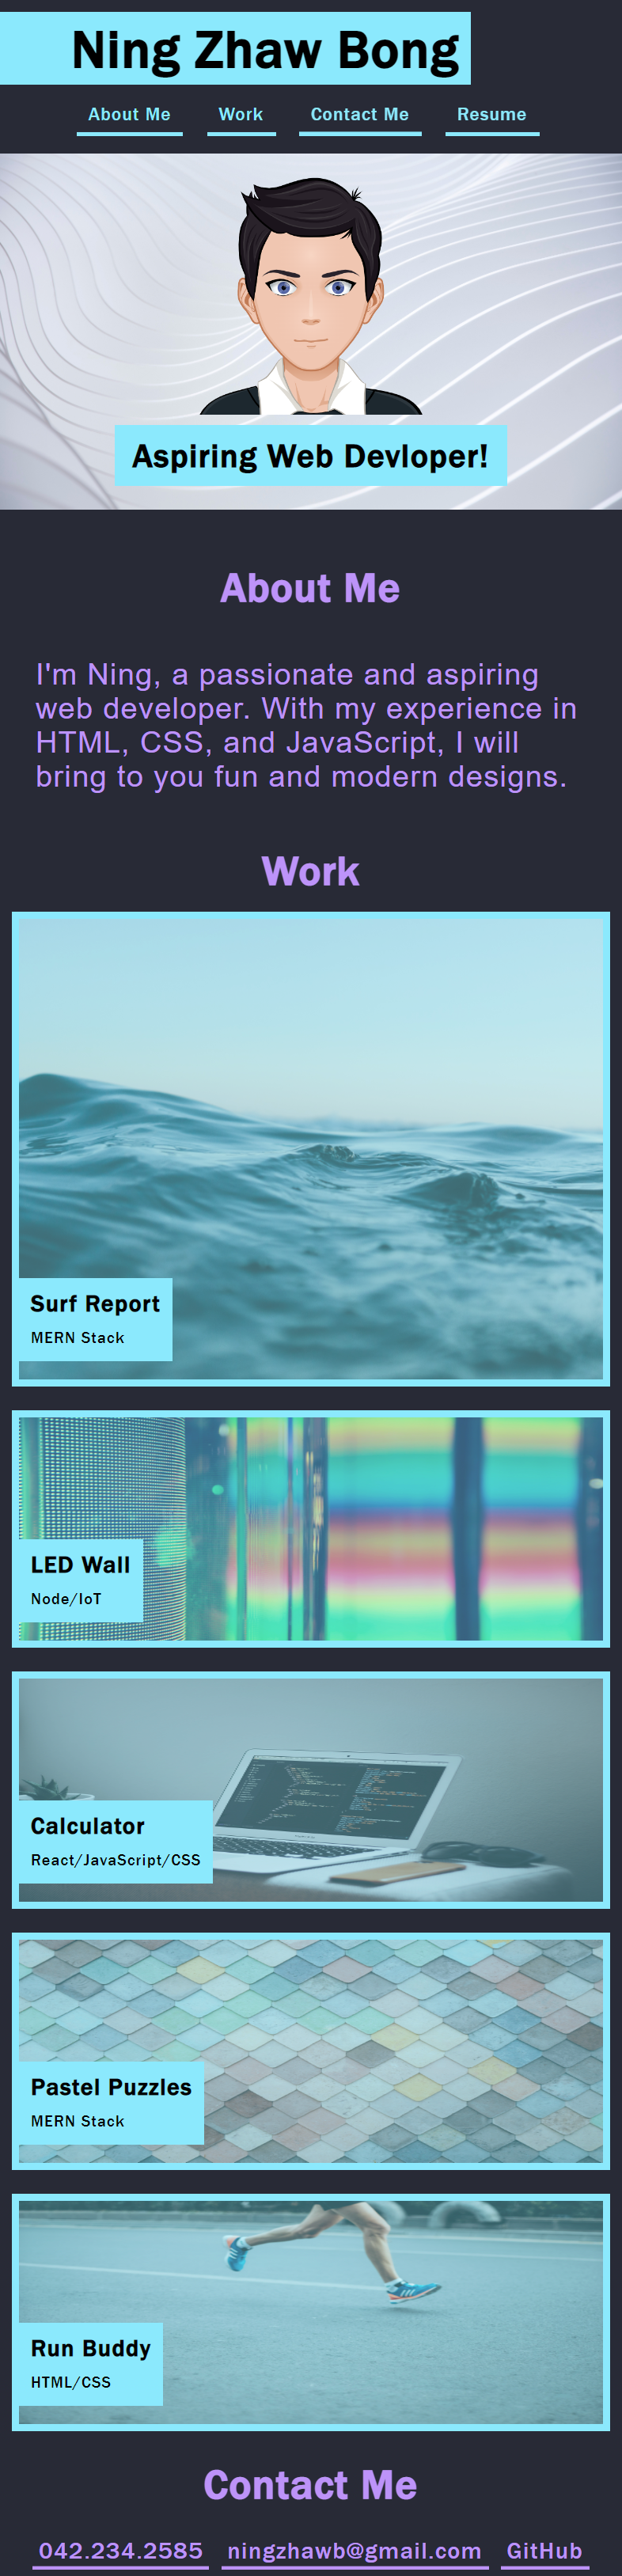 Ning Zhaw Bong
About Me Work Contact Me Resume
Aspiring Web Devloper!
About Me
I'm Ning, a passionate and aspiring
web developer. With my experience in
HTML, CSS, and JavaScript, I will
bring to you fun and modern designs.
Work
Surf Report
MERN Stack
LED Wall
Node/IoT
Calculator
React/JavaScript/CSS
Pastel Puzzles
MERN Stack
Run Buddy
HTML/CSS
Contact Me
042.234.2585 ningzhawb@gmail.com GitHub